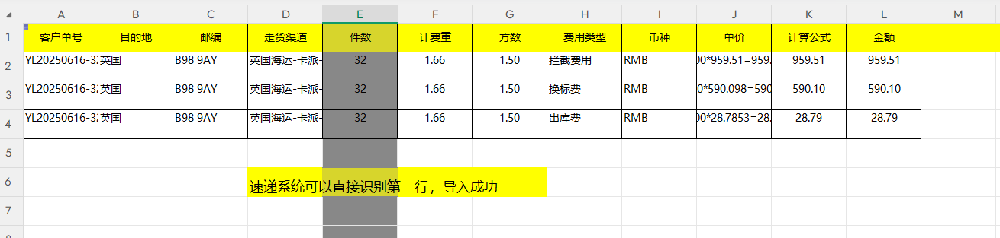 A B C D E F G H I J K L M
1 客户单号 目的地 邮编 走货渠道 件数 计费重 方数 费用类型 币种 单价 计算公式 金额
2 YL20250616-32 英国 B98 9AY 英国海运-卡派- 32 1.66 1.50 拦截费用 RMB 00*959.51=959. 959.51 959.51
3 YL20250616-32 英国 B98 9AY 英国海运-卡派- 32 1.66 1.50 换标费 RMB 0*590.098=590 590.10 590.10
4 YL20250616-32 英国 B98 9AY 英国海运-卡派- 32 1.66 1.50 出库费 RMB 00*28.7853=28. 28.79 28.79
5
6 速递系统可以直接识别第一行，导入成功
7